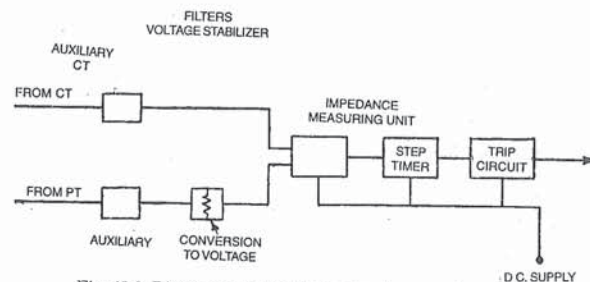 FILTERS
VOLTAGE STABILIZER
AUXILIARY
CT
FROM CT
IMPEDANCE
MEASURING UNIT
STEP
TIMER
TRIP
CIRCUIT
FROM PT
AUXILIARY
CONVERSION
TO VOLTAGE
D C. SUPPLY